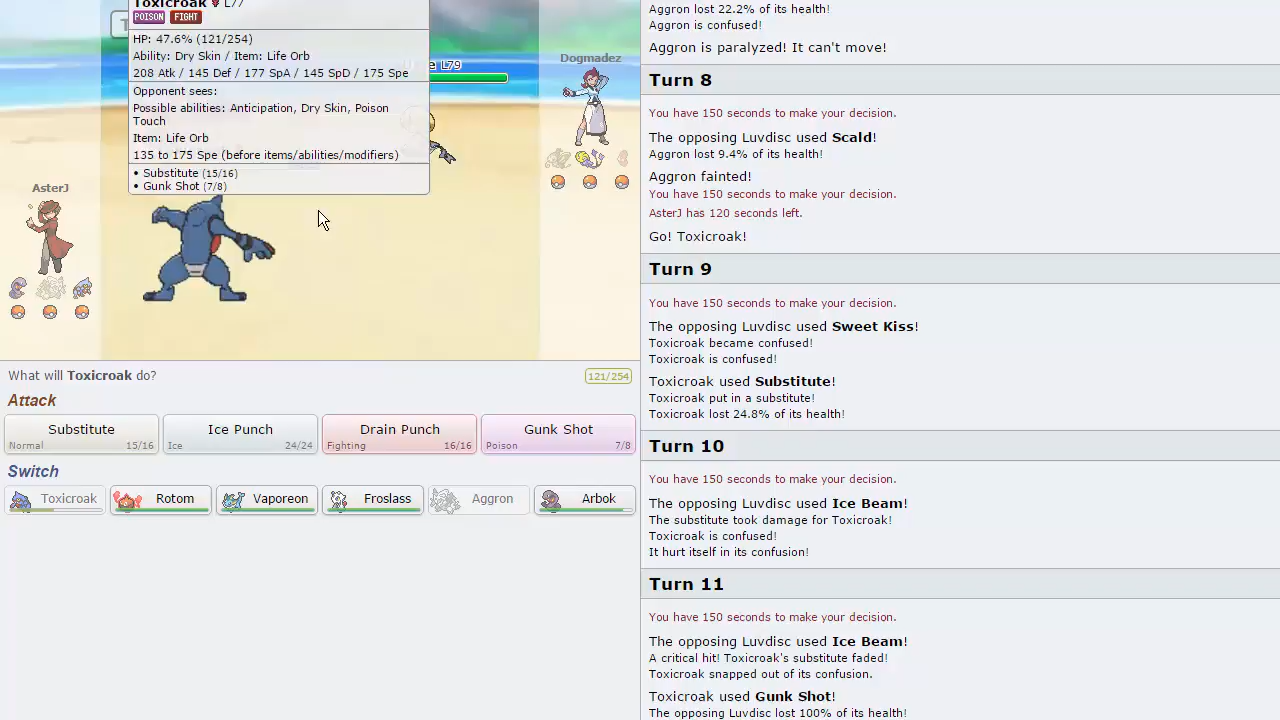 Toxicroak L77
POISON FIGHT
HP: 47.6% (121/254)
Ability: Dry Skin / Item: Life Orb
208 Atk / 145 Def / 177 SpA / 145 SpD / 175 Spe
Opponent sees:
Possible abilities: Anticipation, Dry Skin, Poison
Touch
Item: Life Orb
135 to 175 Spe (before items/abilities/modifiers)
• Substitute (15/16)
• Gunk Shot (7/8)
L79
Dogmadez
AsterJ
What will Toxicroak do?
121/254
Attack
Substitute
Normal 15/16
Ice Punch
Ice 24/24
Drain Punch
Fighting 16/16
Gunk Shot
Poison 7/8
Switch
Toxicroak
Rotom
Vaporeon
Froslass
Aggron
Arbok
Aggron lost 22.2% of its health!
Aggron is confused!
Aggron is paralyzed! It can't move!
Turn 8
You have 150 seconds to make your decision.
The opposing Luvdisc used Scald!
Aggron lost 9.4% of its health!
Aggron fainted!
You have 150 seconds to make your decision.
AsterJ has 120 seconds left.
Go! Toxicroak!
Turn 9
You have 150 seconds to make your decision.
The opposing Luvdisc used Sweet Kiss!
Toxicroak became confused!
Toxicroak is confused!
Toxicroak used Substitute!
Toxicroak put in a substitute!
Toxicroak lost 24.8% of its health!
Turn 10
You have 150 seconds to make your decision.
The opposing Luvdisc used Ice Beam!
The substitute took damage for Toxicroak!
Toxicroak is confused!
It hurt itself in its confusion!
Turn 11
You have 150 seconds to make your decision.
The opposing Luvdisc used Ice Beam!
A critical hit! Toxicroak's substitute faded!
Toxicroak snapped out of its confusion.
Toxicroak used Gunk Shot!
The opposing Luvdisc lost 100% of its health!